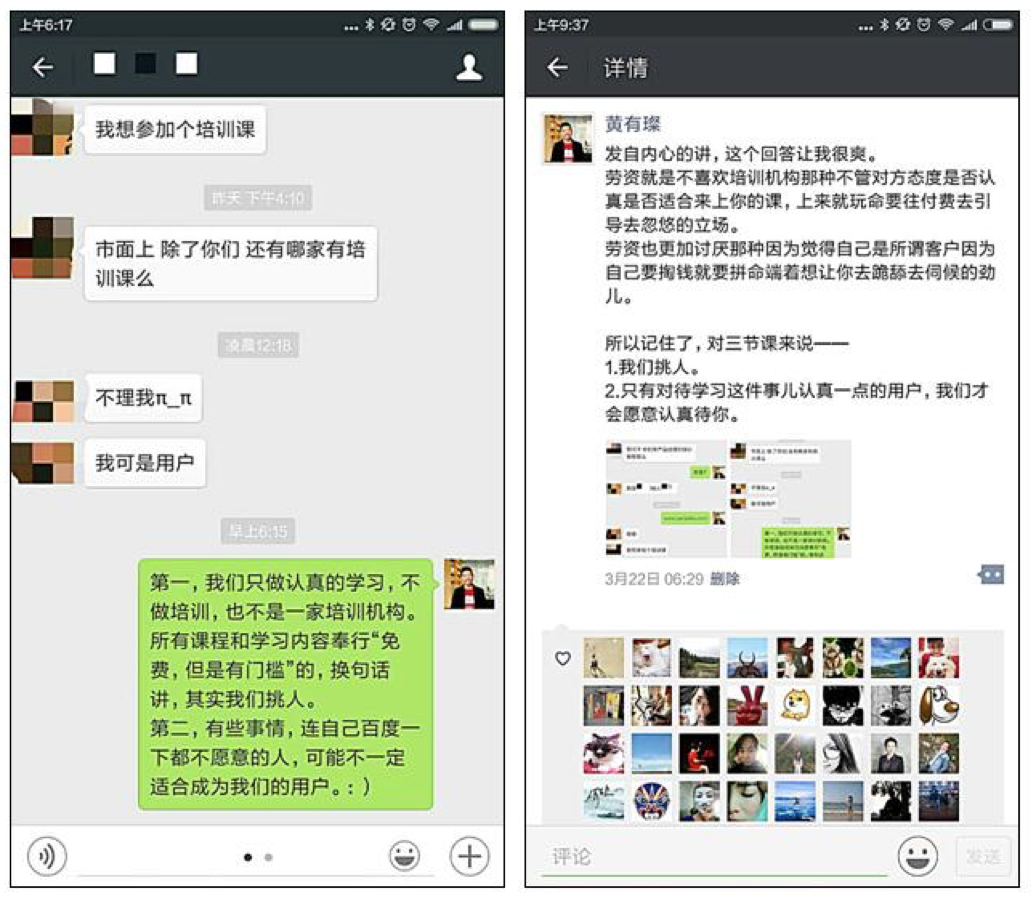 上午6:17
我想参加个培训课
昨天 下午4:10
市面上 除了你们 还有哪家有培
训课么
凌晨12:18
不理我π_π
我可是用户
早上6:15
第一，我们只做认真的学习，不
做培训，也不是一家培训机构。
所有课程和学习内容奉行“免
费，但是有门槛”的，换句话
讲，其实我们挑人。
第二，有些事情，连自己百度一
下都不愿意的人，可能不一定
适合成为我们的用户。：）
上午9:37
详情
黄有璨
发自内心的讲，这个回答让我很爽。
劳资就是不喜欢培训机构那种不管对方态度是否认
真是否适合来上你的课，上来就玩命要往付费去引
导去忽悠的立场。
劳资也更加讨厌那种因为觉得自己是所谓客户因为
自己要掏钱就要拼命端着想让你去跪舔去伺候的劲
儿。
所以记住了，对三节课来说——
1.我们挑人。
2.只有对待学习这件事儿认真一点的用户，我们才
会愿意认真待你。
3月22日 06:29 删除
评论
发送